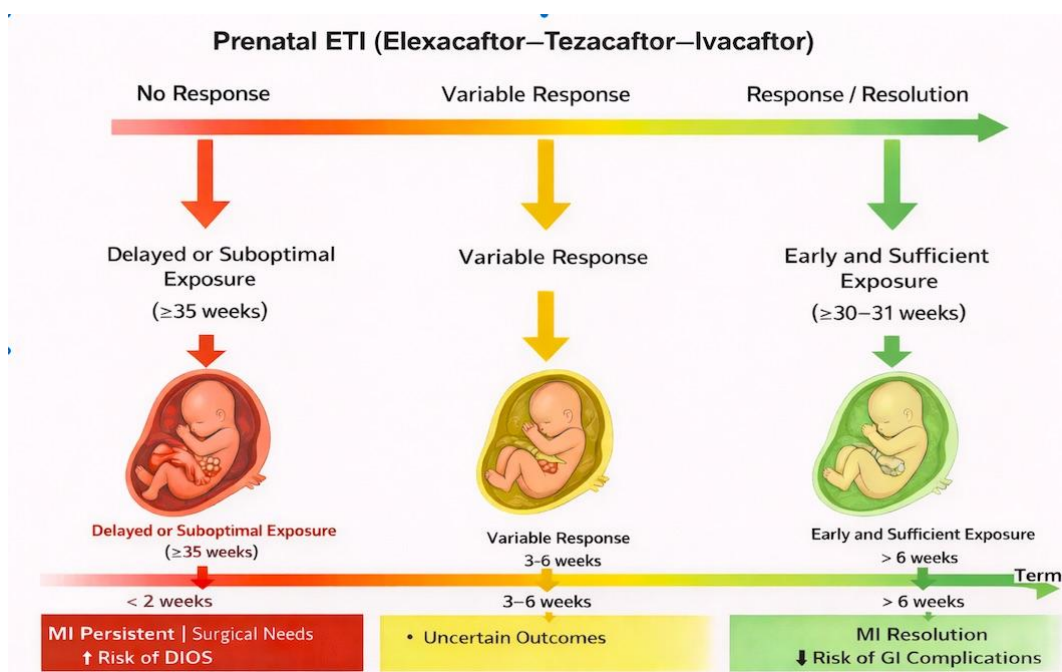 Prenatal ETI (Elexacaftor–Tezacaftor–Ivacaftor)
No Response
Variable Response
Response / Resolution
Delayed or Suboptimal
Exposure
(≥35 weeks)
Variable Response
Early and Sufficient
Exposure
(≥30–31 weeks)
Delayed or Suboptimal Exposure
(≥35 weeks)
Variable Response
3-6 weeks
Early and Sufficient Exposure
> 6 weeks
Term
< 2 weeks
3–6 weeks
> 6 weeks
MI Persistent | Surgical Needs
↑ Risk of DIOS
• Uncertain Outcomes
MI Resolution
↓ Risk of GI Complications